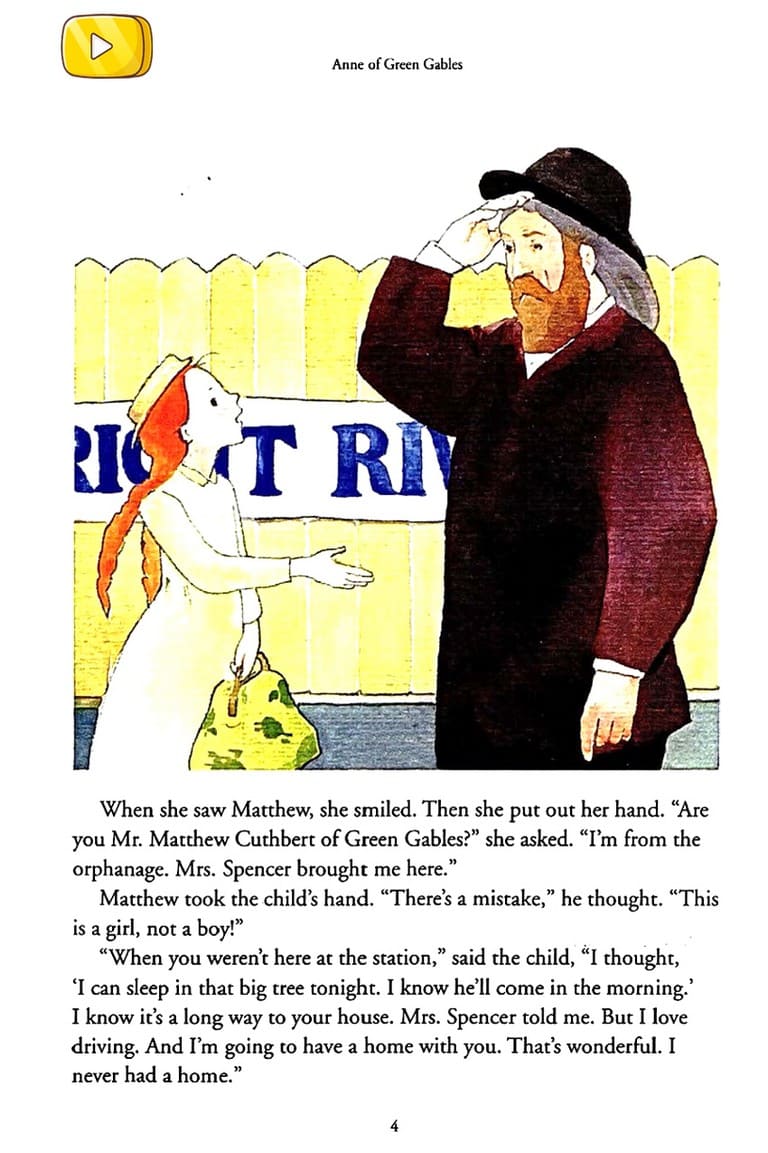 Anne of Green Gables
RIGHT RIV
When she saw Matthew, she smiled. Then she put out her hand. “Are
you Mr. Matthew Cuthbert of Green Gables?” she asked. “I’m from the
orphanage. Mrs. Spencer brought me here.”
Matthew took the child’s hand. “There’s a mistake,” he thought. “This
is a girl, not a boy!”
“When you weren’t here at the station,” said the child, “I thought,
‘I can sleep in that big tree tonight. I know he’ll come in the morning.’
I know it’s a long way to your house. Mrs. Spencer told me. But I love
driving. And I’m going to have a home with you. That’s wonderful. I
never had a home.”
4